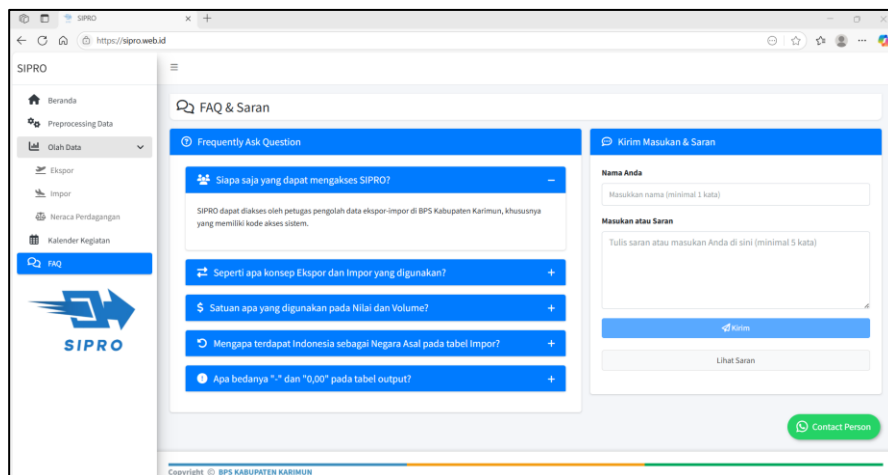 SIPRO
https://sipro.web.id
SIPRO
Beranda
Preprocessing Data
Olah Data
Ekspor
Impor
Neraca Perdagangan
Kalender Kegiatan
FAQ
SIPRO
FAQ & Saran
Frequently Ask Question
Siapa saja yang dapat mengakses SIPRO?
SIPRO dapat diakses oleh petugas pengolah data ekspor-impor di BPS Kabupaten Karimun, khususnya
yang memiliki kode akses sistem.
Seperti apa konsep Ekspor dan Impor yang digunakan?
Satuan apa yang digunakan pada Nilai dan Volume?
Mengapa terdapat Indonesia sebagai Negara Asal pada tabel Impor?
Apa bedanya "-" dan "0,00" pada tabel output?
Kirim Masukan & Saran
Nama Anda
Masukkan nama (minimal 1 kata)
Masukan atau Saran
Tulis saran atau masukan Anda di sini (minimal 5 kata)
Kirim
Lihat Saran
Contact Person
Copyright © BPS KABUPATEN KARIMUN